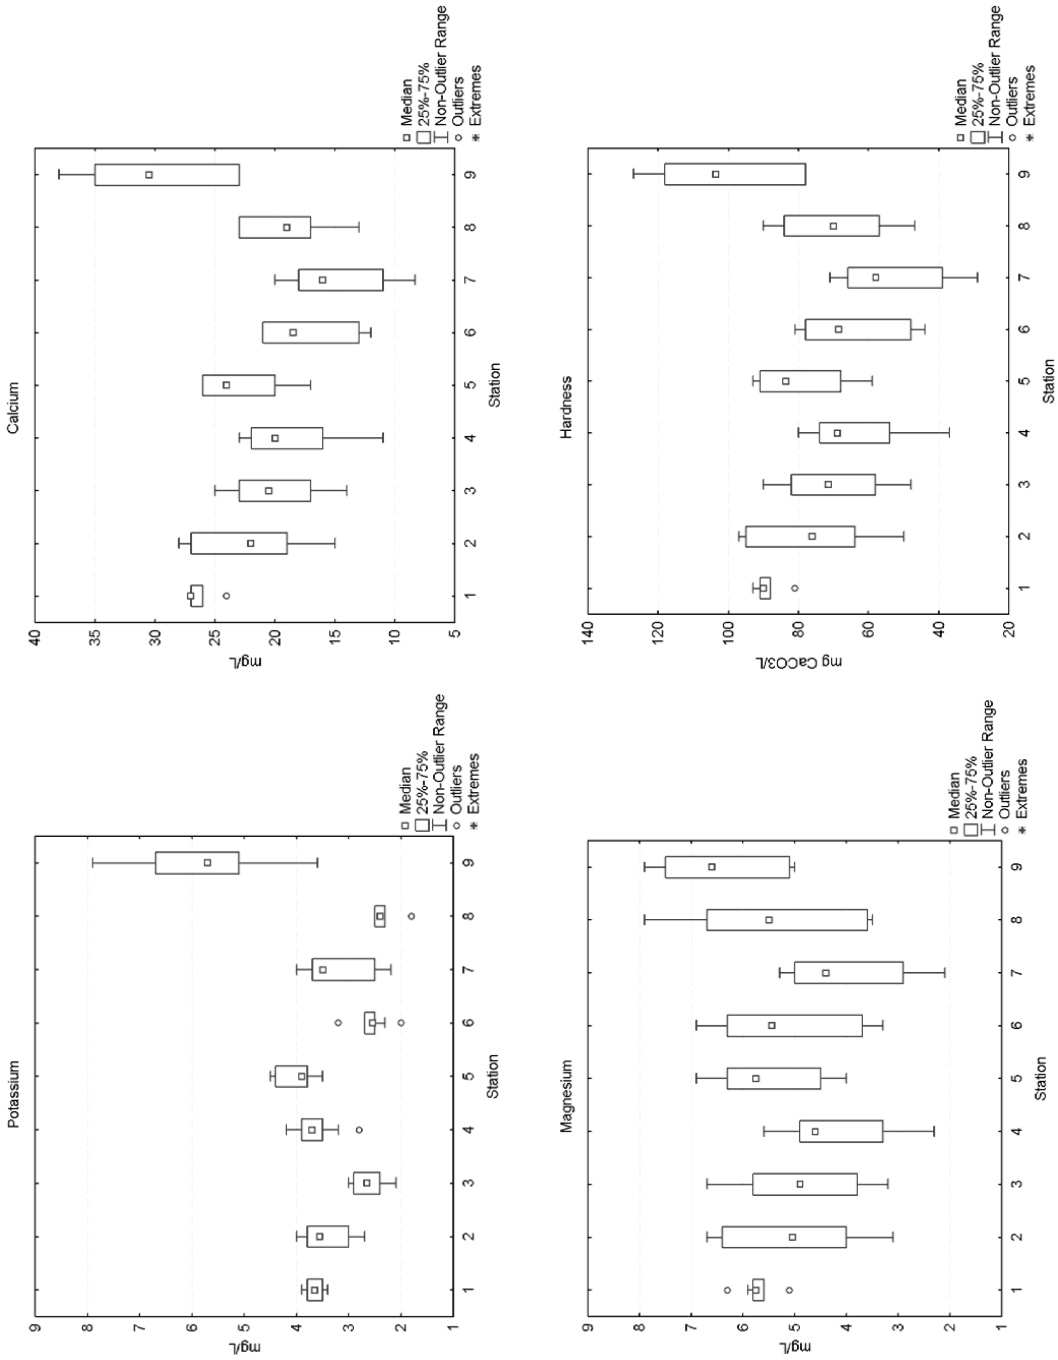 Potassium
9
8
7
6
5
4
3
2
1
mg/L
1 2 3 4 5 6 7 8 9
Station
Median
25%-75%
Non-Outlier Range
Outliers
Extremes
Calcium
40
35
30
25
20
15
10
5
mg/L
1 2 3 4 5 6 7 8 9
Station
Median
25%-75%
Non-Outlier Range
Outliers
Extremes
Magnesium
9
8
7
6
5
4
3
2
1
mg/L
1 2 3 4 5 6 7 8 9
Station
Median
25%-75%
Non-Outlier Range
Outliers
Extremes
Hardness
140
120
100
80
60
40
20
mg CaCO3/L
1 2 3 4 5 6 7 8 9
Station
Median
25%-75%
Non-Outlier Range
Outliers
Extremes